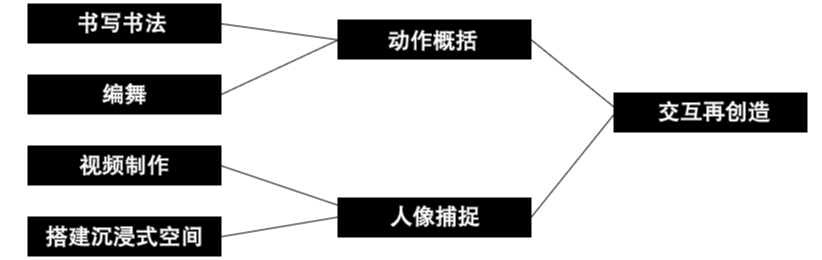 书写书法
编舞
视频制作
搭建沉浸式空间
动作概括
人像捕捉
交互再创造